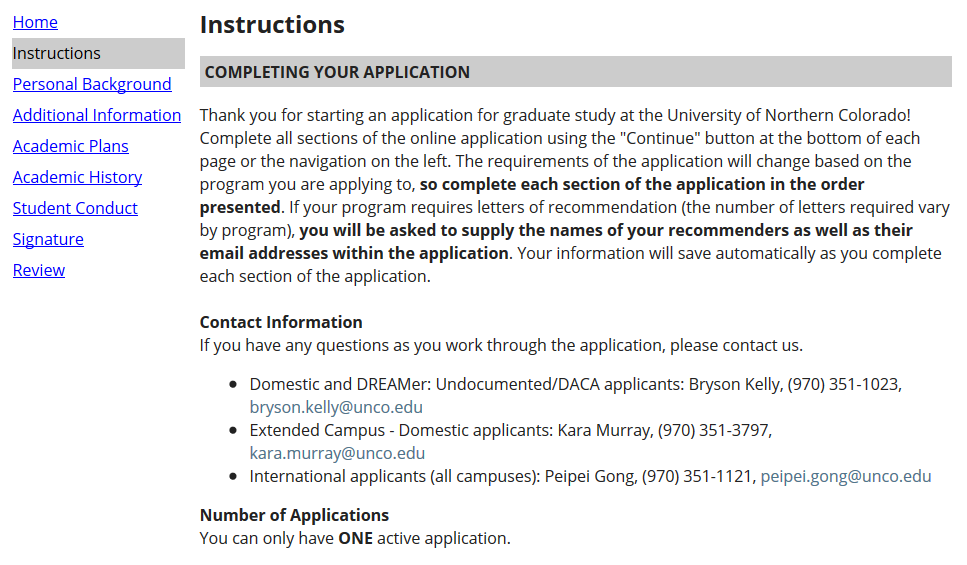 Home
Instructions
Personal Background
Additional Information
Academic Plans
Academic History
Student Conduct
Signature
Review
Instructions
COMPLETING YOUR APPLICATION
Thank you for starting an application for graduate study at the University of Northern Colorado!
Complete all sections of the online application using the "Continue" button at the bottom of each
page or the navigation on the left. The requirements of the application will change based on the
program you are applying to, so complete each section of the application in the order
presented. If your program requires letters of recommendation (the number of letters required vary
by program), you will be asked to supply the names of your recommenders as well as their
email addresses within the application. Your information will save automatically as you complete
each section of the application.
Contact Information
If you have any questions as you work through the application, please contact us.
Domestic and DREAMer: Undocumented/DACA applicants: Bryson Kelly, (970) 351-1023,
bryson.kelly@unco.edu
Extended Campus - Domestic applicants: Kara Murray, (970) 351-3797,
kara.murray@unco.edu
International applicants (all campuses): Peipei Gong, (970) 351-1121, peipei.gong@unco.edu
Number of Applications
You can only have ONE active application.